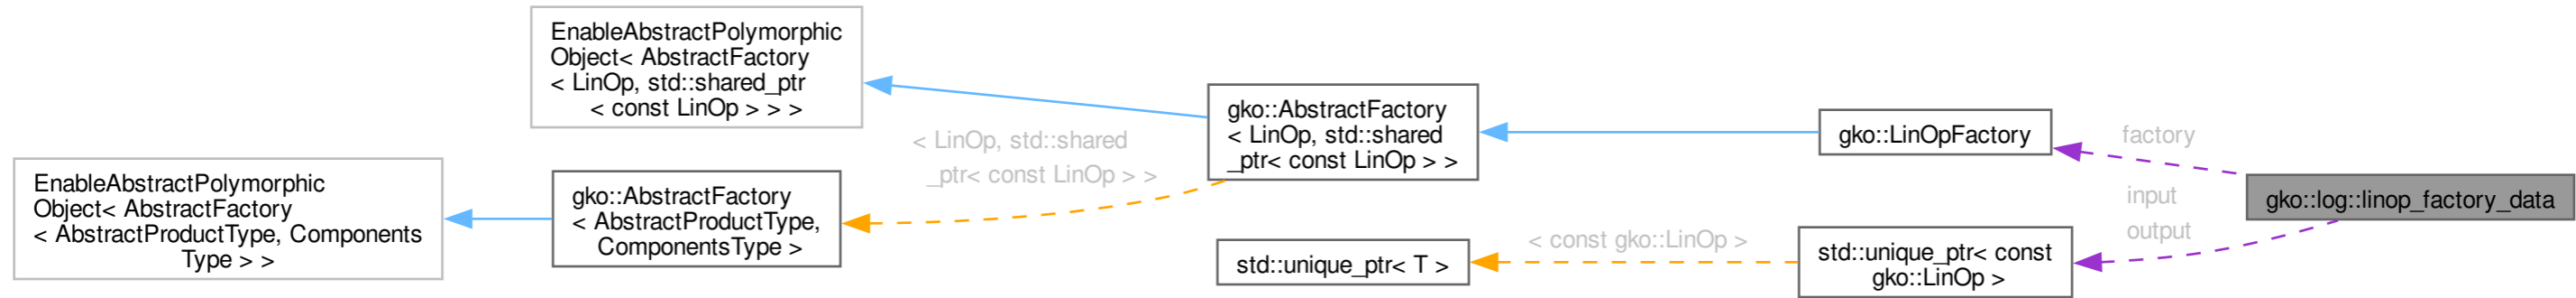 EnableAbstractPolymorphic
Object< AbstractFactory
< LinOp, std::shared_ptr
< const LinOp > > >
EnableAbstractPolymorphic
Object< AbstractFactory
< AbstractProductType, Components
Type > >
gko::AbstractFactory
< AbstractProductType,
ComponentsType >
< LinOp, std::shared
_ptr< const LinOp > >
gko::AbstractFactory
< LinOp, std::shared
_ptr< const LinOp > >
std::unique_ptr< T >
< const gko::LinOp >
gko::LinOpFactory
std::unique_ptr< const
gko::LinOp >
factory
input
output
gko::log::linop_factory_data